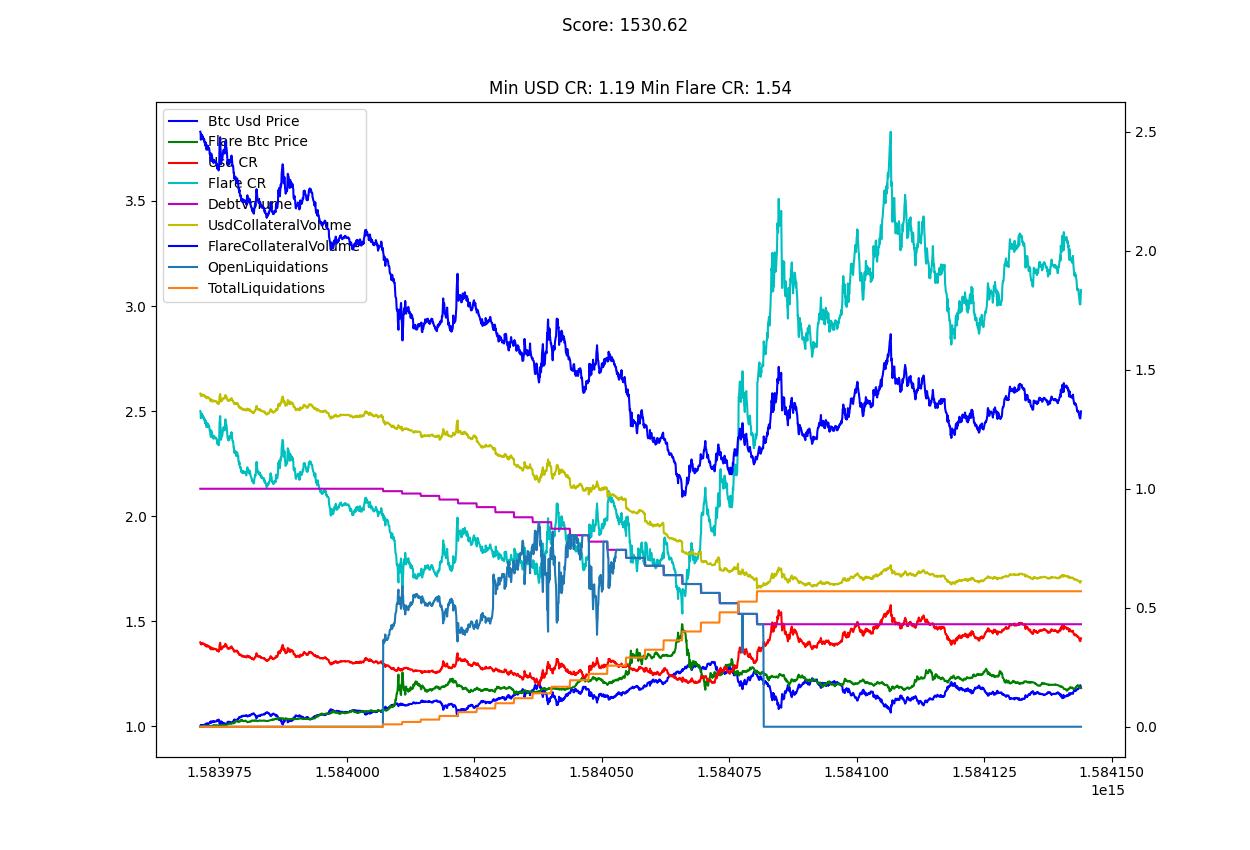 Score: 1530.62
Min USD CR: 1.19 Min Flare CR: 1.54
Btc Usd Price
Flare Btc Price
Usd CR
Flare CR
DebtVolume
UsdCollateralVolume
FlareCollateralVolume
OpenLiquidations
TotalLiquidations
3.5
3.0
2.5
2.0
1.5
1.0
2.5
2.0
1.5
1.0
0.5
0.0
1.583975 1.584000 1.584025 1.584050 1.584075 1.584100 1.584125 1.584150
1e15